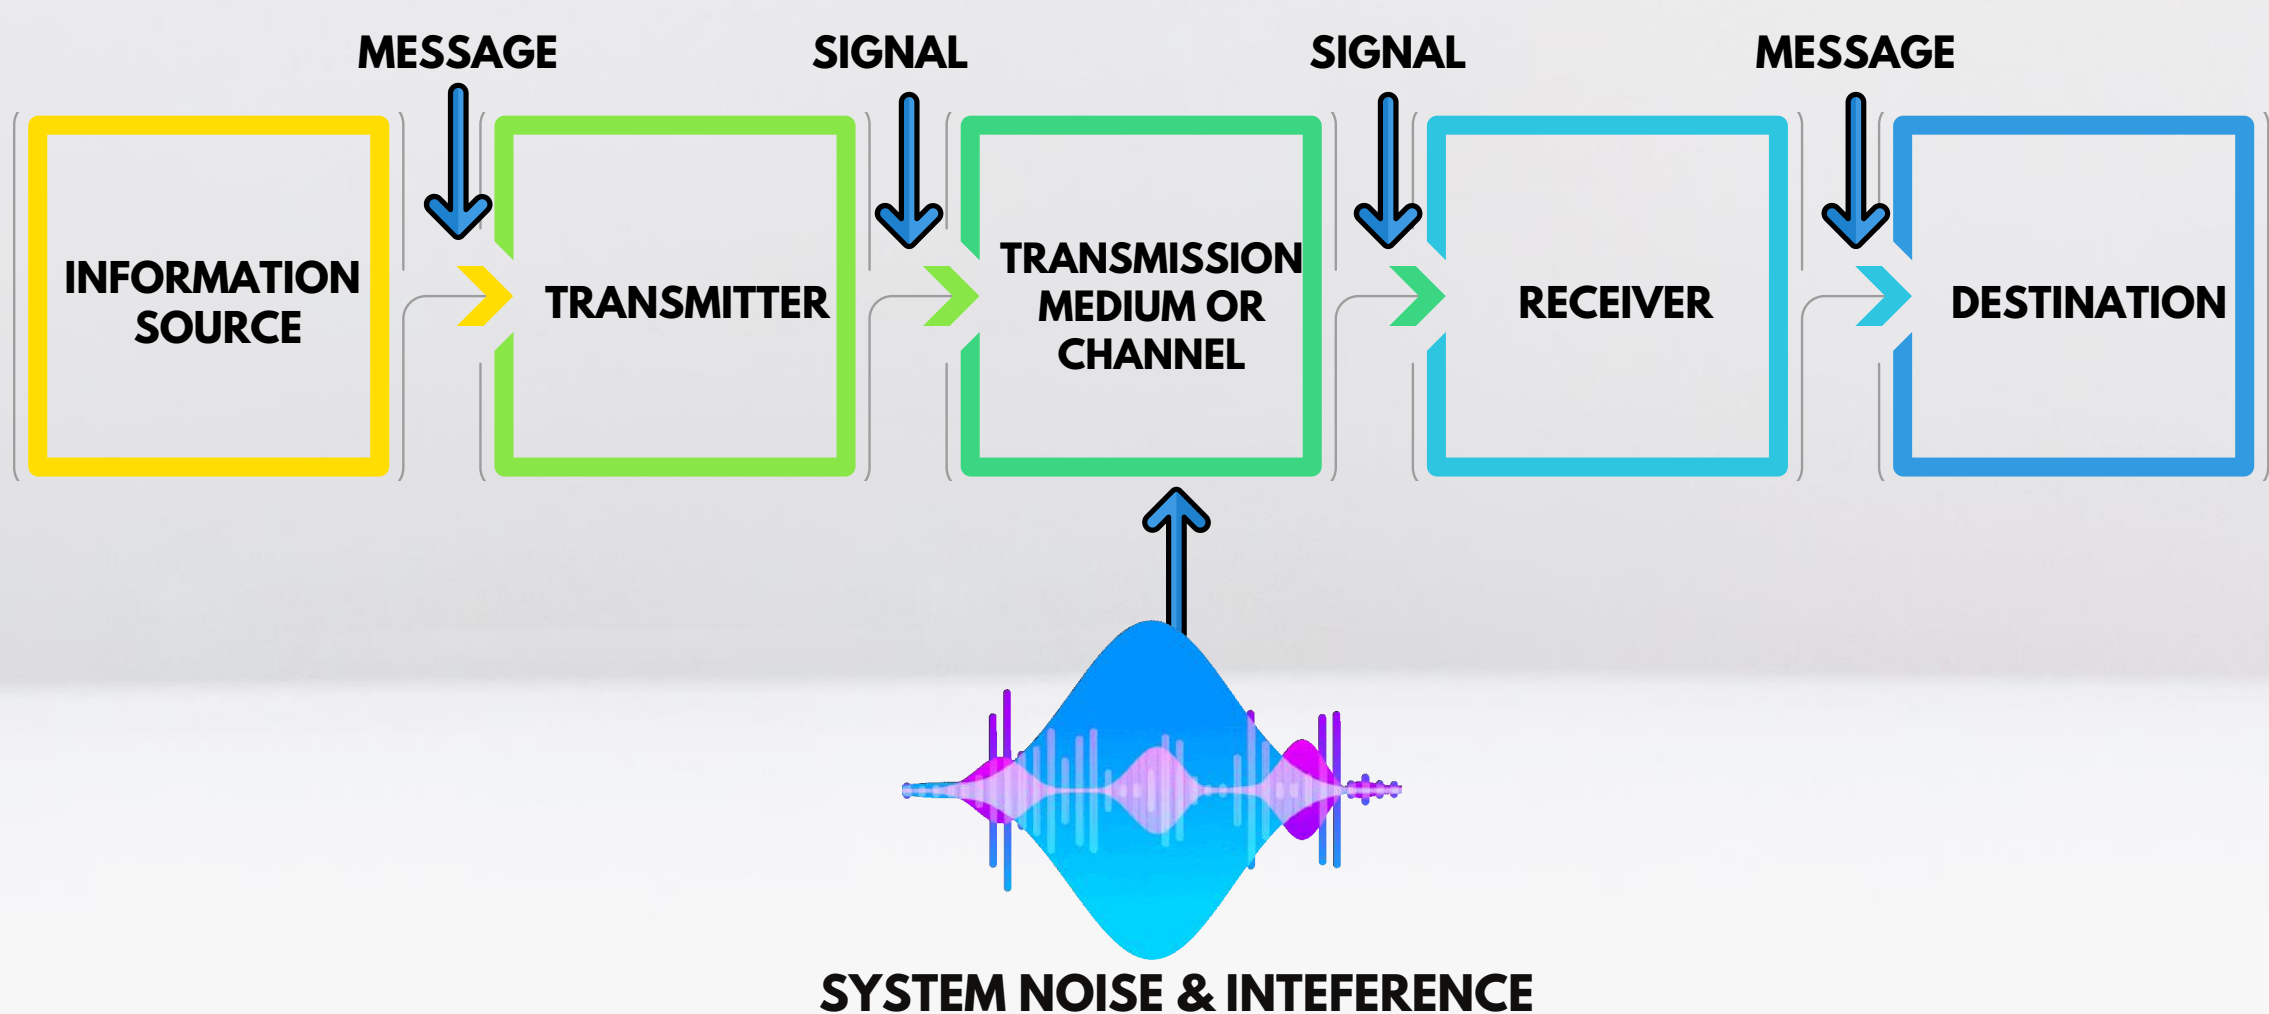 MESSAGE
SIGNAL
SIGNAL
MESSAGE
INFORMATION
SOURCE
TRANSMITTER
TRANSMISSION
MEDIUM OR
CHANNEL
RECEIVER
DESTINATION
SYSTEM NOISE & INTEFERENCE